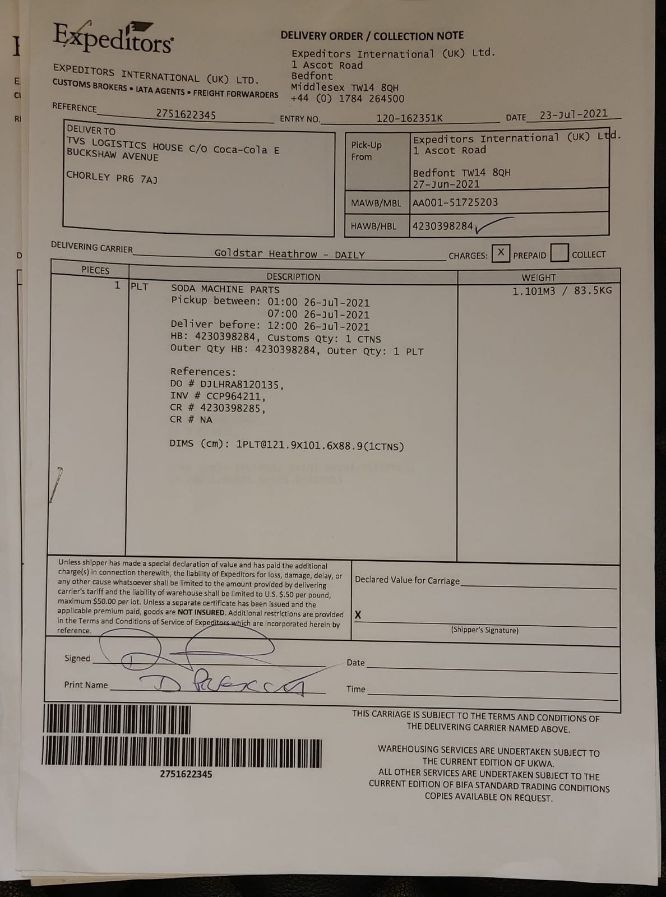 Expeditors
DELIVERY ORDER / COLLECTION NOTE
Expeditors International (UK) Ltd.
1 Ascot Road
Bedfont
Middlesex TW14 8QH
+44 (0) 1784 264500
EXPEDITORS INTERNATIONAL (UK) LTD.
CUSTOMS BROKERS • IATA AGENTS • FREIGHT FORWARDERS
REFERENCE 2751622345 ENTRY NO. 120-162351K DATE 23-Jul-2021
DELIVER TO
TVS LOGISTICS HOUSE C/O Coca-Cola E
BUCKSHAW AVENUE
CHORLEY PR6 7AJ
Pick-Up From
Expeditors International (UK) Ltd.
1 Ascot Road
Bedfont TW14 8QH
27-Jun-2021
MAWB/MBL AA001-51725203
HAWB/HBL 4230398284
DELIVERING CARRIER Goldstar Heathrow - DAILY CHARGES: X PREPAID COLLECT
PIECES DESCRIPTION WEIGHT
1 PLT SODA MACHINE PARTS 1.101M3 / 83.5KG
Pickup between: 01:00 26-Jul-2021
07:00 26-Jul-2021
Deliver before: 12:00 26-Jul-2021
HB: 4230398284, Customs Qty: 1 CTNS
Outer Qty HB: 4230398284, Outer Qty: 1 PLT
References:
DO # DJLHRA8120135,
INV # CCP964211,
CR # 4230398285,
CR # NA
DIMS (cm): 1PLT@121.9X101.6X88.9(1CTNS)
Unless shipper has made a special declaration of value and has paid the additional
charge(s) in connection therewith, the liability of Expeditors for loss, damage, delay, or
any other cause whatsoever shall be limited to the amount provided by delivering
carrier's tariff and the liability of warehouse shall be limited to U.S. $.50 per pound,
maximum $50.00 per lot. Unless a separate certificate has been issued and the
applicable premium paid, goods are NOT INSURED. Additional restrictions are provided
in the Terms and Conditions of Service of Expeditors which are incorporated herein by
reference.
Declared Value for Carriage
X
(Shipper's Signature)
Signed
Date
Print Name D
Time
2751622345
THIS CARRIAGE IS SUBJECT TO THE TERMS AND CONDITIONS OF
THE DELIVERING CARRIER NAMED ABOVE.
WAREHOUSING SERVICES ARE UNDERTAKEN SUBJECT TO
THE CURRENT EDITION OF UKWA.
ALL OTHER SERVICES ARE UNDERTAKEN SUBJECT TO THE
CURRENT EDITION OF BIFA STANDARD TRADING CONDITIONS
COPIES AVAILABLE ON REQUEST.